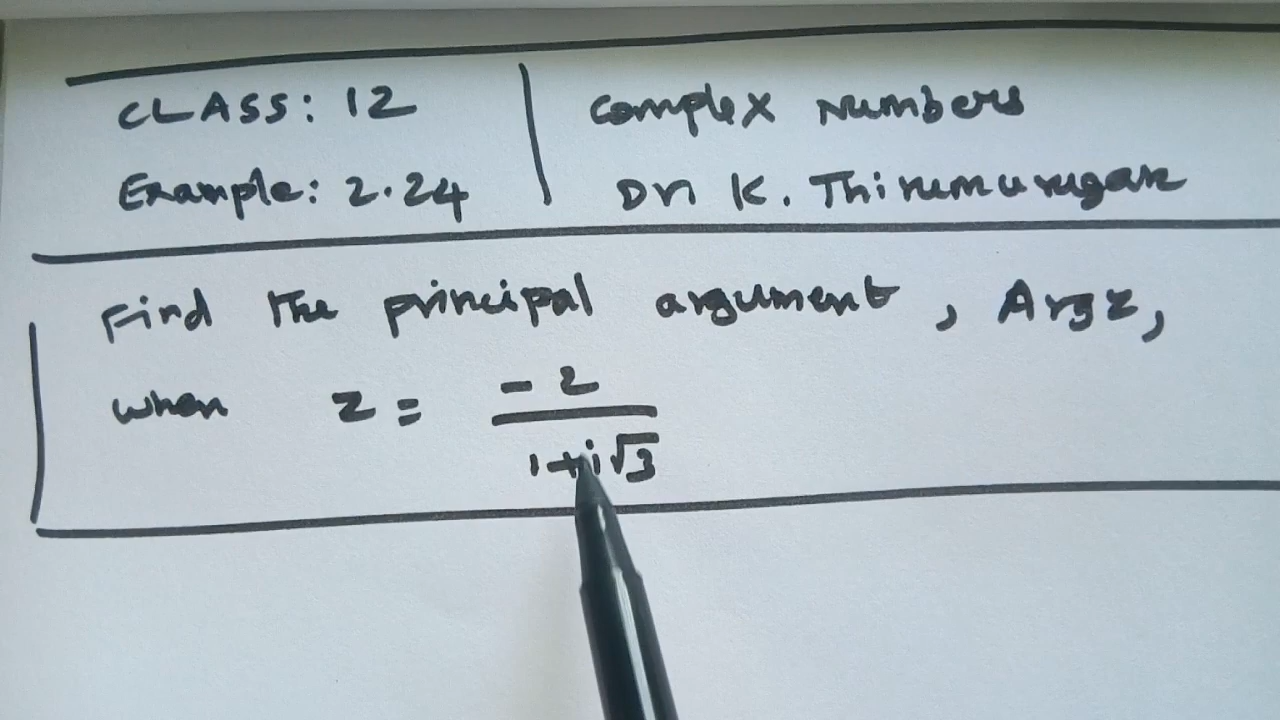 CLASS: 12
Example: 2.24
Complex Numbers
Dr K. Thirumurugan
Find the principal argument, Arg z,
when z = -2
1+i√3